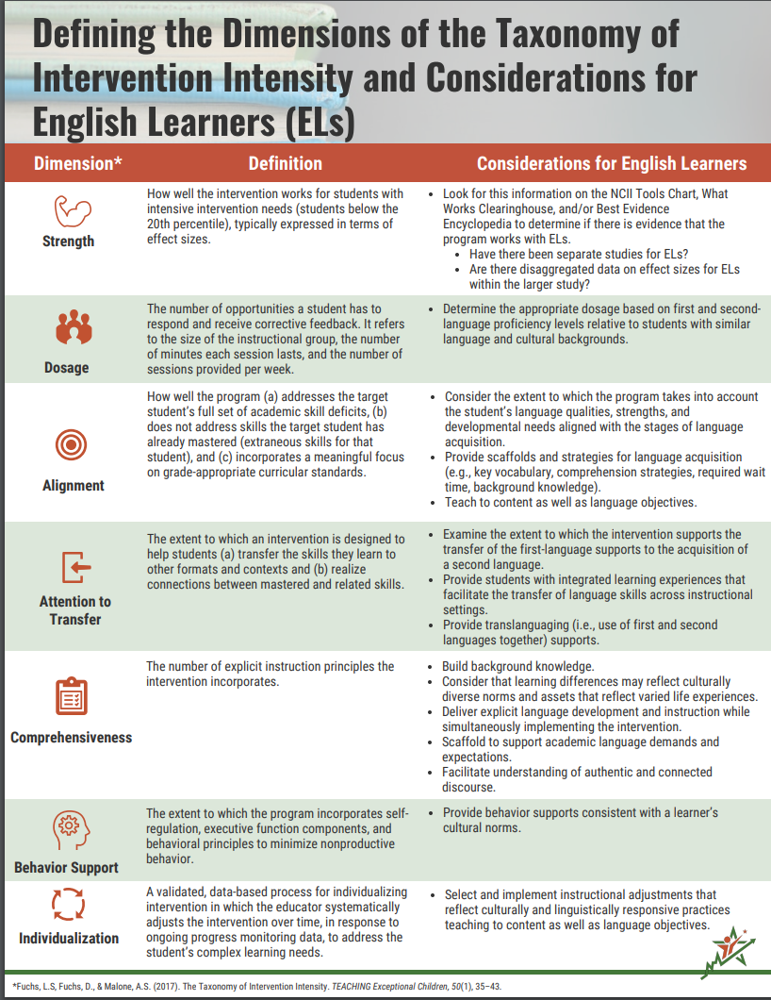 Defining the Dimensions of the Taxonomy of
Intervention Intensity and Considerations for
English Learners (ELs)
Dimension*
Definition
Considerations for English Learners
Strength
How well the intervention works for students with
intensive intervention needs (students below the
20th percentile), typically expressed in terms of
effect sizes.
• Look for this information on the NCII Tools Chart, What
Works Clearinghouse, and/or Best Evidence
Encyclopedia to determine if there is evidence that the
program works with ELs.
• Have there been separate studies for ELs?
• Are there disaggregated data on effect sizes for ELs
within the larger study?
Dosage
The number of opportunities a student has to
respond and receive corrective feedback. It refers
to the size of the instructional group, the number
of minutes each session lasts, and the number of
sessions provided per week.
• Determine the appropriate dosage based on first and second-
language proficiency levels relative to students with similar
language and cultural backgrounds.
Alignment
How well the program (a) addresses the target
student's full set of academic skill deficits, (b)
does not address skills the target student has
already mastered (extraneous skills for that
student), and (c) incorporates a meaningful focus
on grade-appropriate curricular standards.
• Consider the extent to which the program takes into account
the student's language qualities, strengths, and
developmental needs aligned with the stages of language
acquisition.
• Provide scaffolds and strategies for language acquisition
(e.g., key vocabulary, comprehension strategies, required wait
time, background knowledge).
• Teach to content as well as language objectives.
Attention to
Transfer
The extent to which an intervention is designed to
help students (a) transfer the skills they learn to
other formats and contexts and (b) realize
connections between mastered and related skills.
• Examine the extent to which the intervention supports the
transfer of the first-language supports to the acquisition of
a second language.
• Provide students with integrated learning experiences that
facilitate the transfer of language skills across instructional
settings.
• Provide translanguaging (i.e., use of first and second
languages together) supports.
Comprehensiveness
The number of explicit instruction principles the
intervention incorporates.
• Build background knowledge.
• Consider that learning differences may reflect culturally
diverse norms and assets that reflect varied life experiences.
• Deliver explicit language development and instruction while
simultaneously implementing the intervention.
• Scaffold to support academic language demands and
expectations.
• Facilitate understanding of authentic and connected
discourse.
Behavior Support
The extent to which the program incorporates self-
regulation, executive function components, and
behavioral principles to minimize nonproductive
behavior.
• Provide behavior supports consistent with a learner's
cultural norms.
Individualization
A validated, data-based process for individualizing
intervention in which the educator systematically
adjusts the intervention over time, in response to
ongoing progress monitoring data, to address the
student's complex learning needs.
• Select and implement instructional adjustments that
reflect culturally and linguistically responsive practices
teaching to content as well as language objectives.
*Fuchs, L.S, Fuchs, D., & Malone, A.S. (2017). The Taxonomy of Intervention Intensity. TEACHING Exceptional Children, 50(1), 35–43.